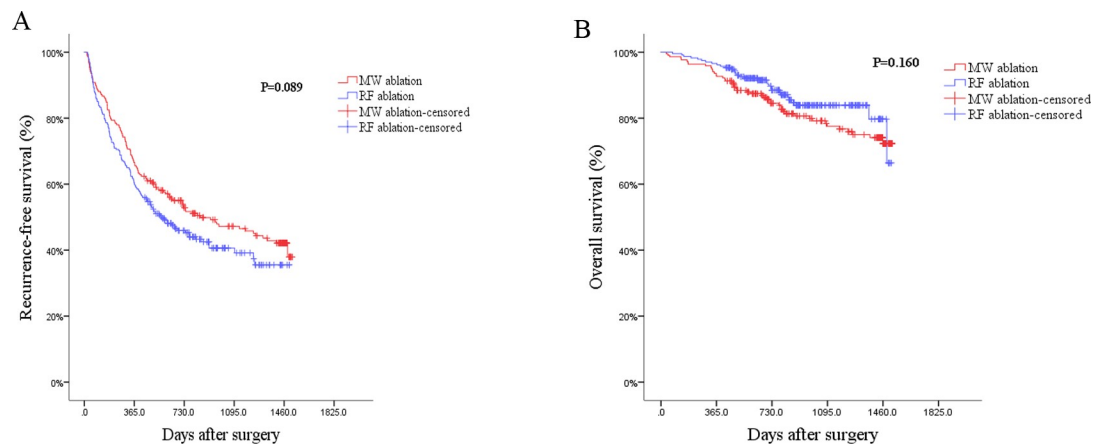 A
100%
80%
60%
40%
20%
0%
Recurrence-free survival (%)
P=0.089
MW ablation
RF ablation
MW ablation-censored
RF ablation-censored
.0 365.0 730.0 1095.0 1460.0 1825.0
Days after surgery
B
100%
80%
60%
40%
20%
0%
Overall survival (%)
P=0.160
MW ablation
RF ablation
MW ablation-censored
RF ablation-censored
.0 365.0 730.0 1095.0 1460.0 1825.0
Days after surgery